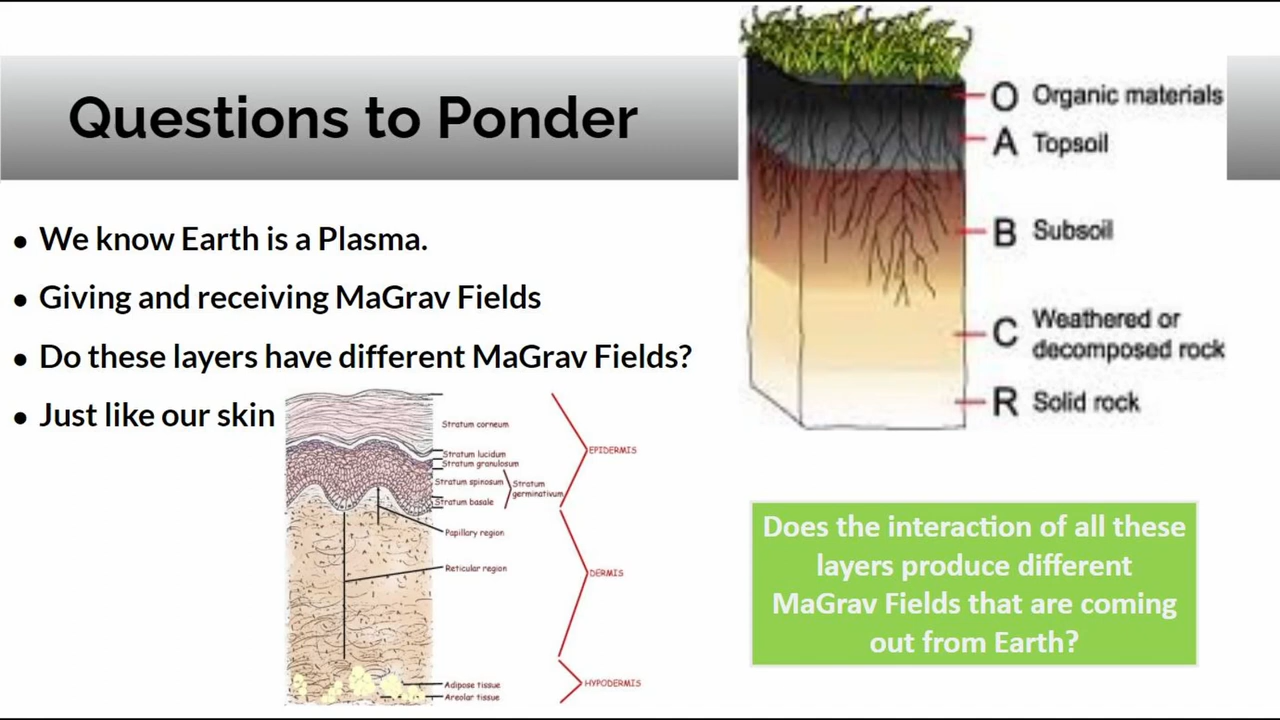 Questions to Ponder
• We know Earth is a Plasma.
• Giving and receiving MaGrav Fields
• Do these layers have different MaGrav Fields?
• Just like our skin
Stratum corneum
Stratum lucidum
Stratum granulosum
Stratum spinosum
Stratum basale
Stratum
germinativum
Papillary region
Reticular region
Adipose tissue
Areolar tissue
EPIDERMIS
DERMIS
HYPODERMIS
O Organic materials
A Topsoil
B Subsoil
C Weathered or
decomposed rock
R Solid rock
Does the interaction of all these
layers produce different
MaGrav Fields that are coming
out from Earth?